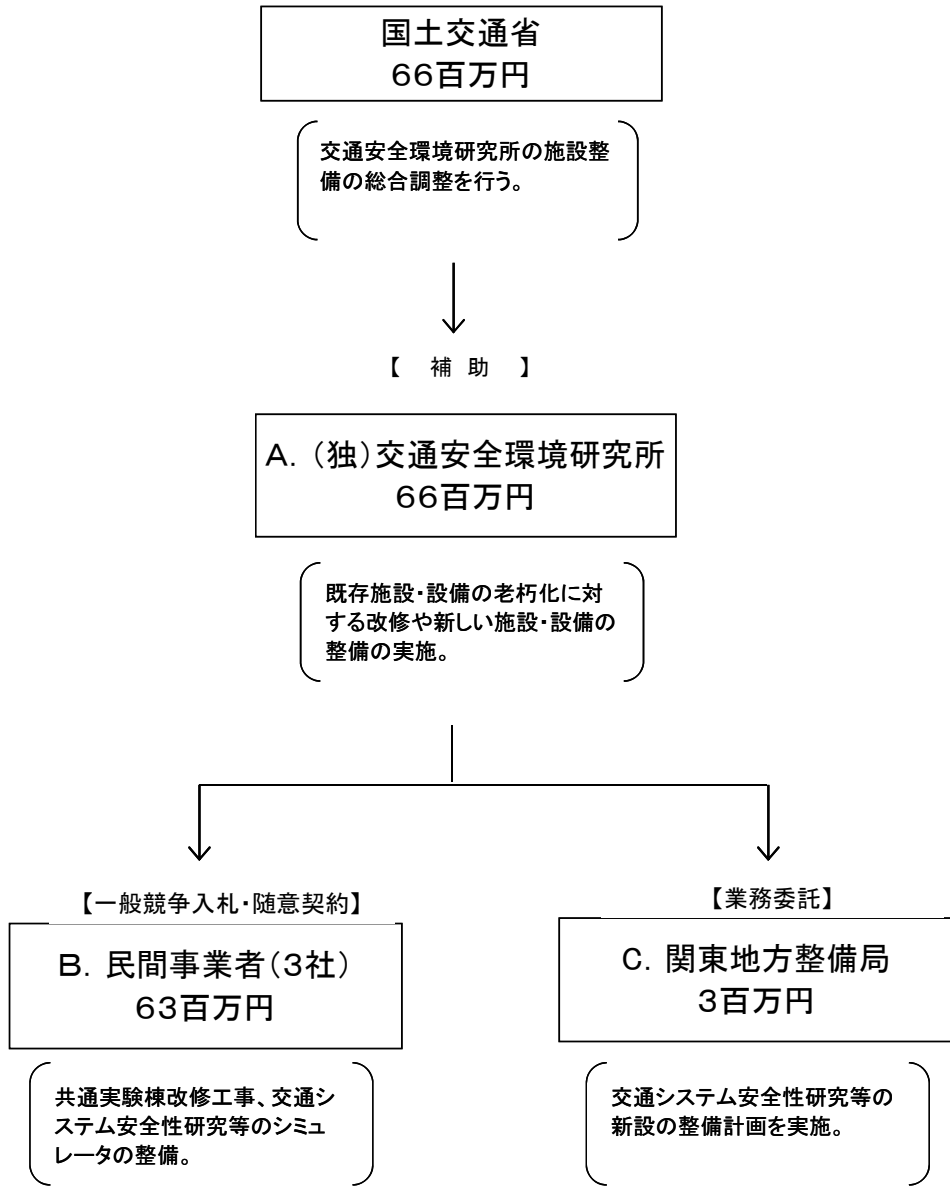 国土交通省
66百万円
交通安全環境研究所の施設整
備の総合調整を行う。
【 補 助 】
A. （独）交通安全環境研究所
66百万円
既存施設・設備の老朽化に対
する改修や新しい施設・設備の
整備の実施。
【一般競争入札・随意契約】
B. 民間事業者（3社）
63百万円
共通実験棟改修工事、交通シ
ステム安全性研究等のシミュ
レータの整備。
【業務委託】
C. 関東地方整備局
3百万円
交通システム安全性研究等の
新設の整備計画を実施。